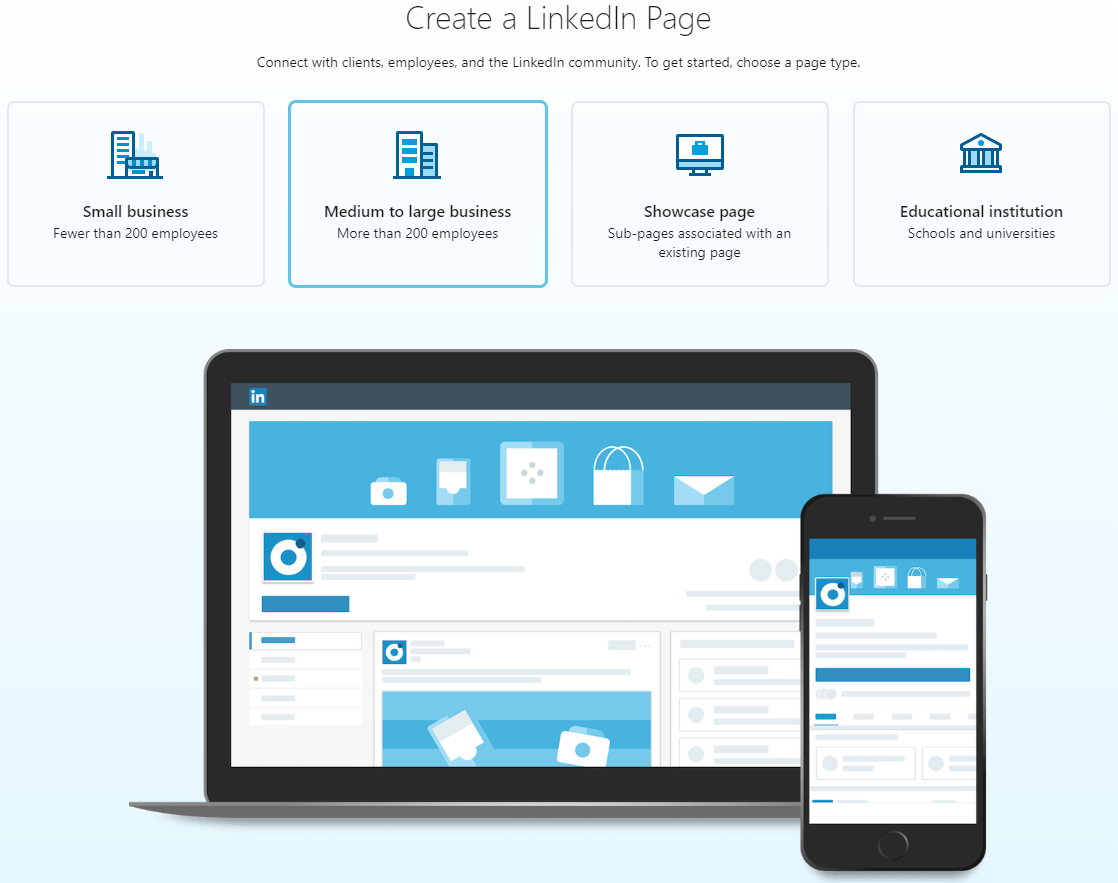 Create a LinkedIn Page
Connect with clients, employees, and the LinkedIn community. To get started, choose a page type.
Small business
Fewer than 200 employees
Medium to large business
More than 200 employees
Showcase page
Sub-pages associated with an
existing page
Educational institution
Schools and universities
in